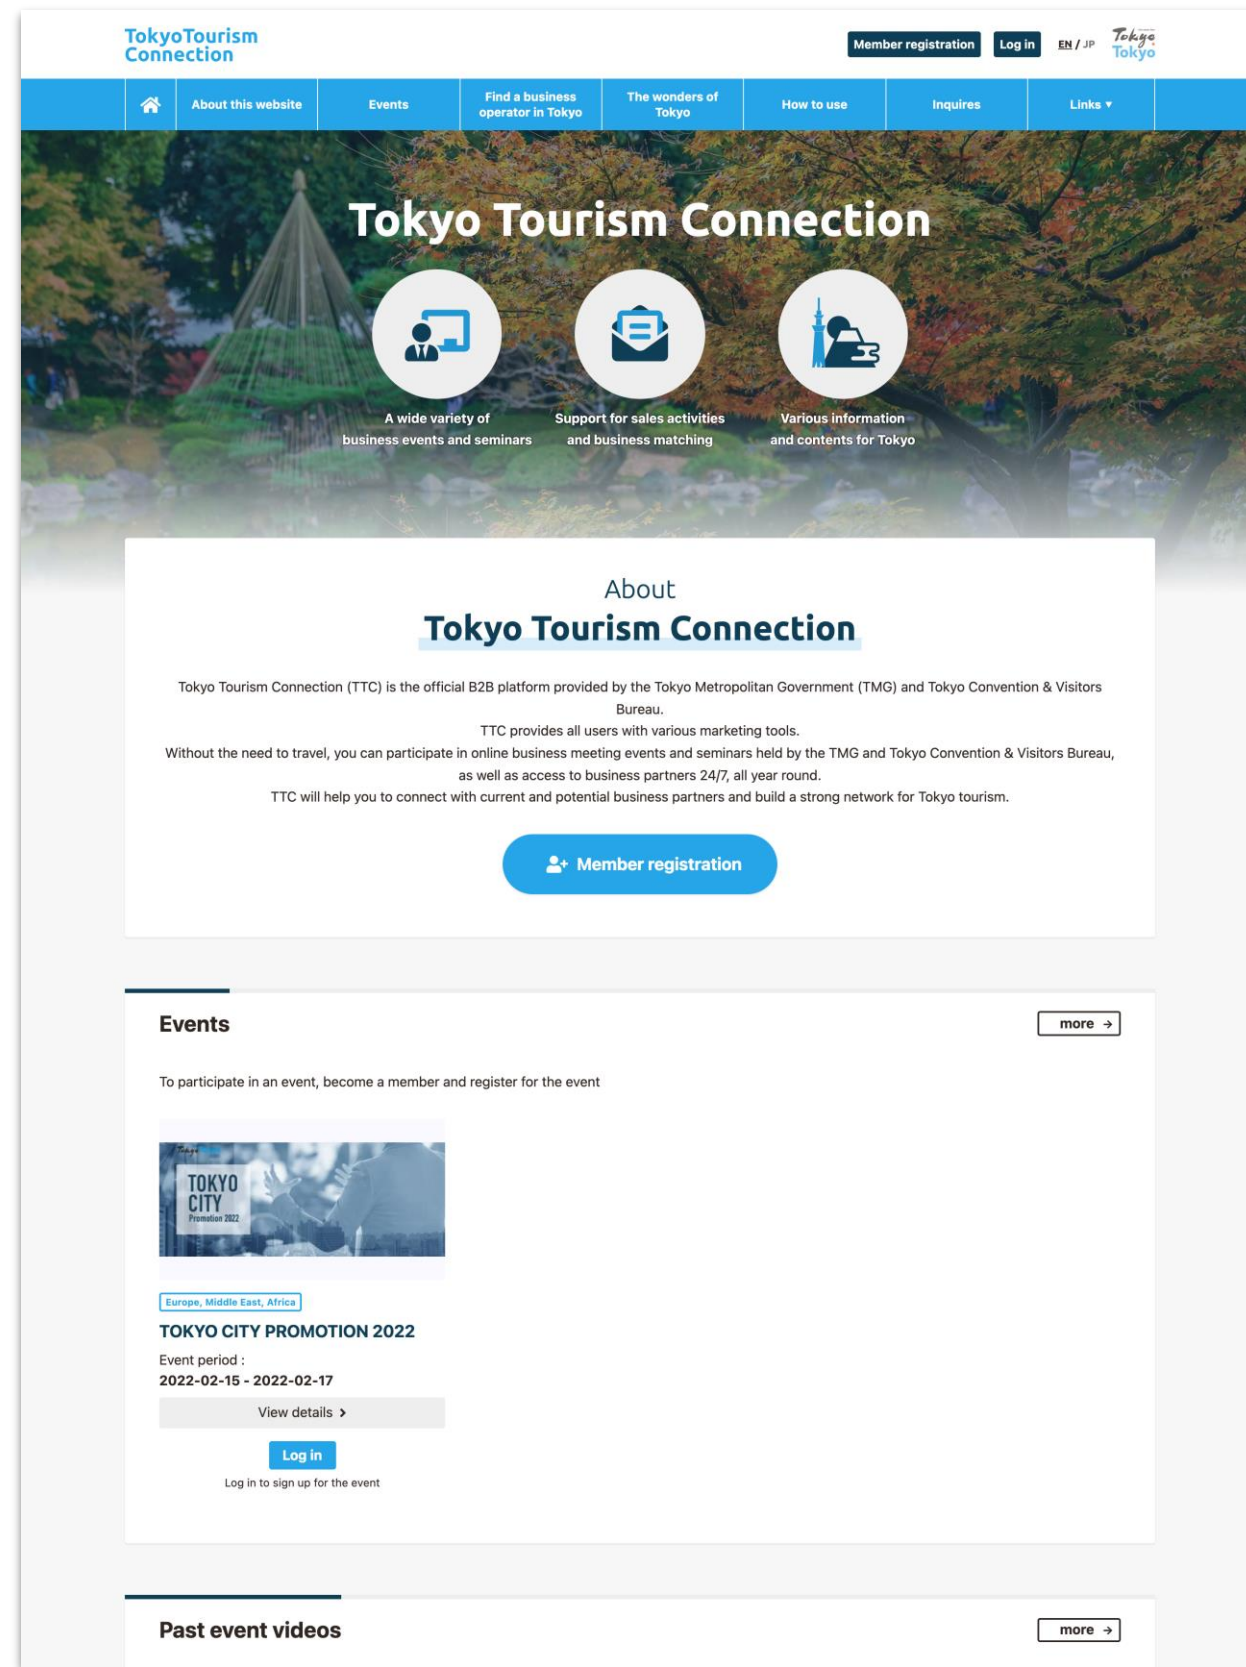 TokyoTourism
Connection
Member registration
Log in
EN / JP
Tokyo
Tokyo
About this website
Events
Find a business
operator in Tokyo
The wonders of
Tokyo
How to use
Inquires
Links ▼
Tokyo Tourism Connection
A wide variety of
business events and seminars
Support for sales activities
and business matching
Various information
and contents for Tokyo
About
Tokyo Tourism Connection
Tokyo Tourism Connection (TTC) is the official B2B platform provided by the Tokyo Metropolitan Government (TMG) and Tokyo Convention & Visitors
Bureau.
TTC provides all users with various marketing tools.
Without the need to travel, you can participate in online business meeting events and seminars held by the TMG and Tokyo Convention & Visitors Bureau,
as well as access to business partners 24/7, all year round.
TTC will help you to connect with current and potential business partners and build a strong network for Tokyo tourism.
Member registration
Events
more →
To participate in an event, become a member and register for the event
Tokyo
TOKYO
CITY
Promotion 2022
Europe, Middle East, Africa
TOKYO CITY PROMOTION 2022
Event period :
2022-02-15 - 2022-02-17
View details >
Log in
Log in to sign up for the event
Past event videos
more →